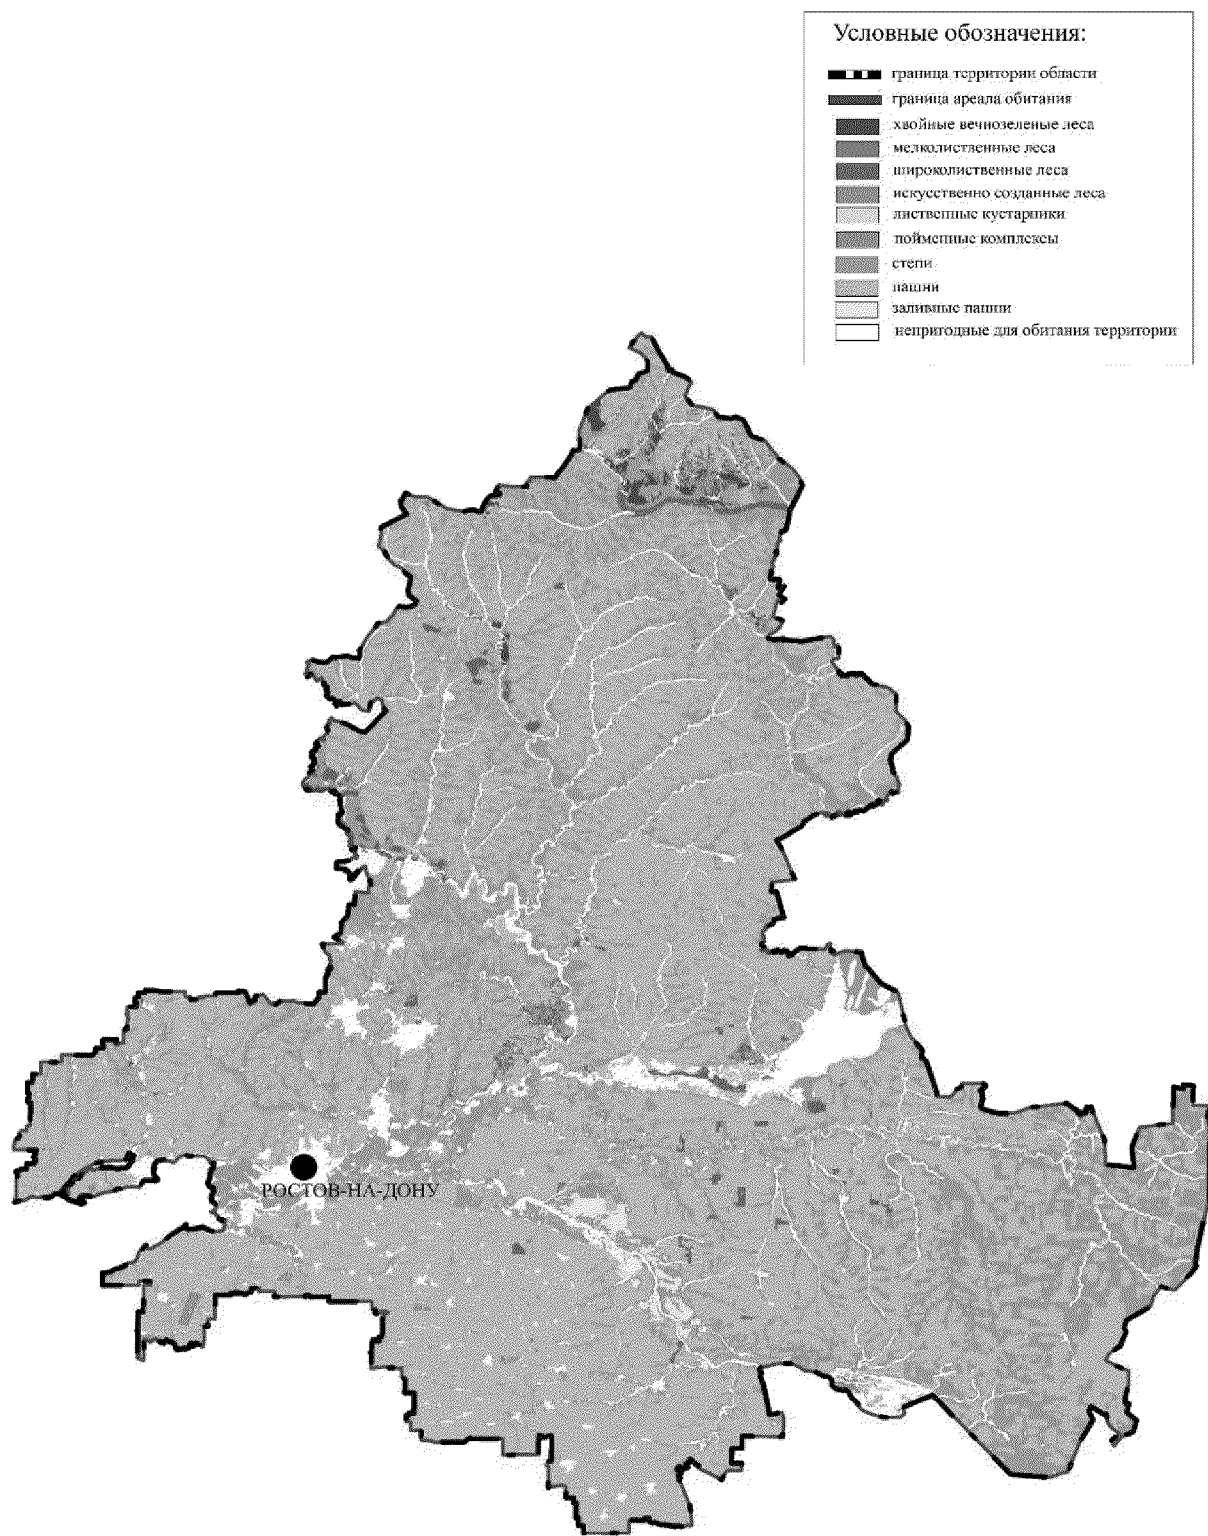 Условные обозначения:
граница территории области
граница ареала обитания
хвойные вечнозеленые леса
мелколиственные леса
широколиственные леса
искусственно созданные леса
лиственные кустарники
пойменные комплексы
степи
пашни
заливные пашни
непригодные для обитания территории
РОСТОВ-НА-ДОНУ